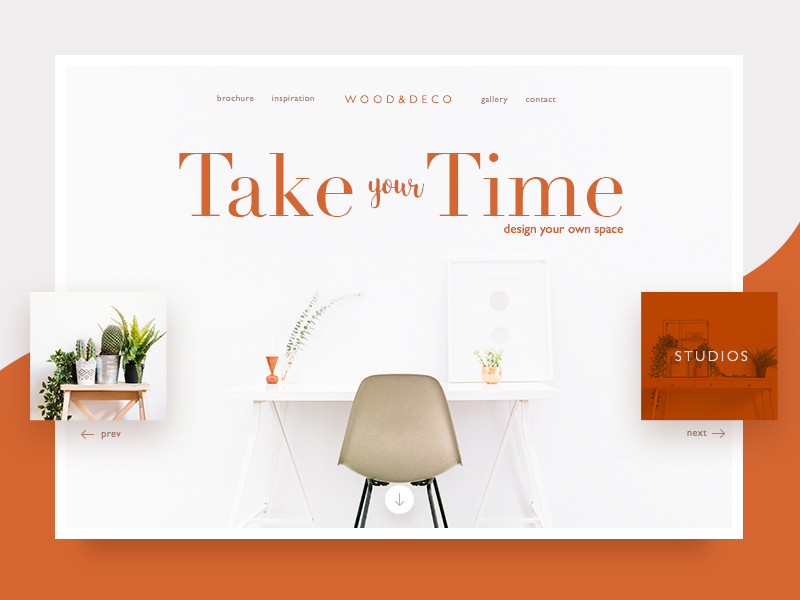 brochure inspiration WOOD&DECO gallery contact
Take your Time
design your own space
STUDIOS
← prev
next →